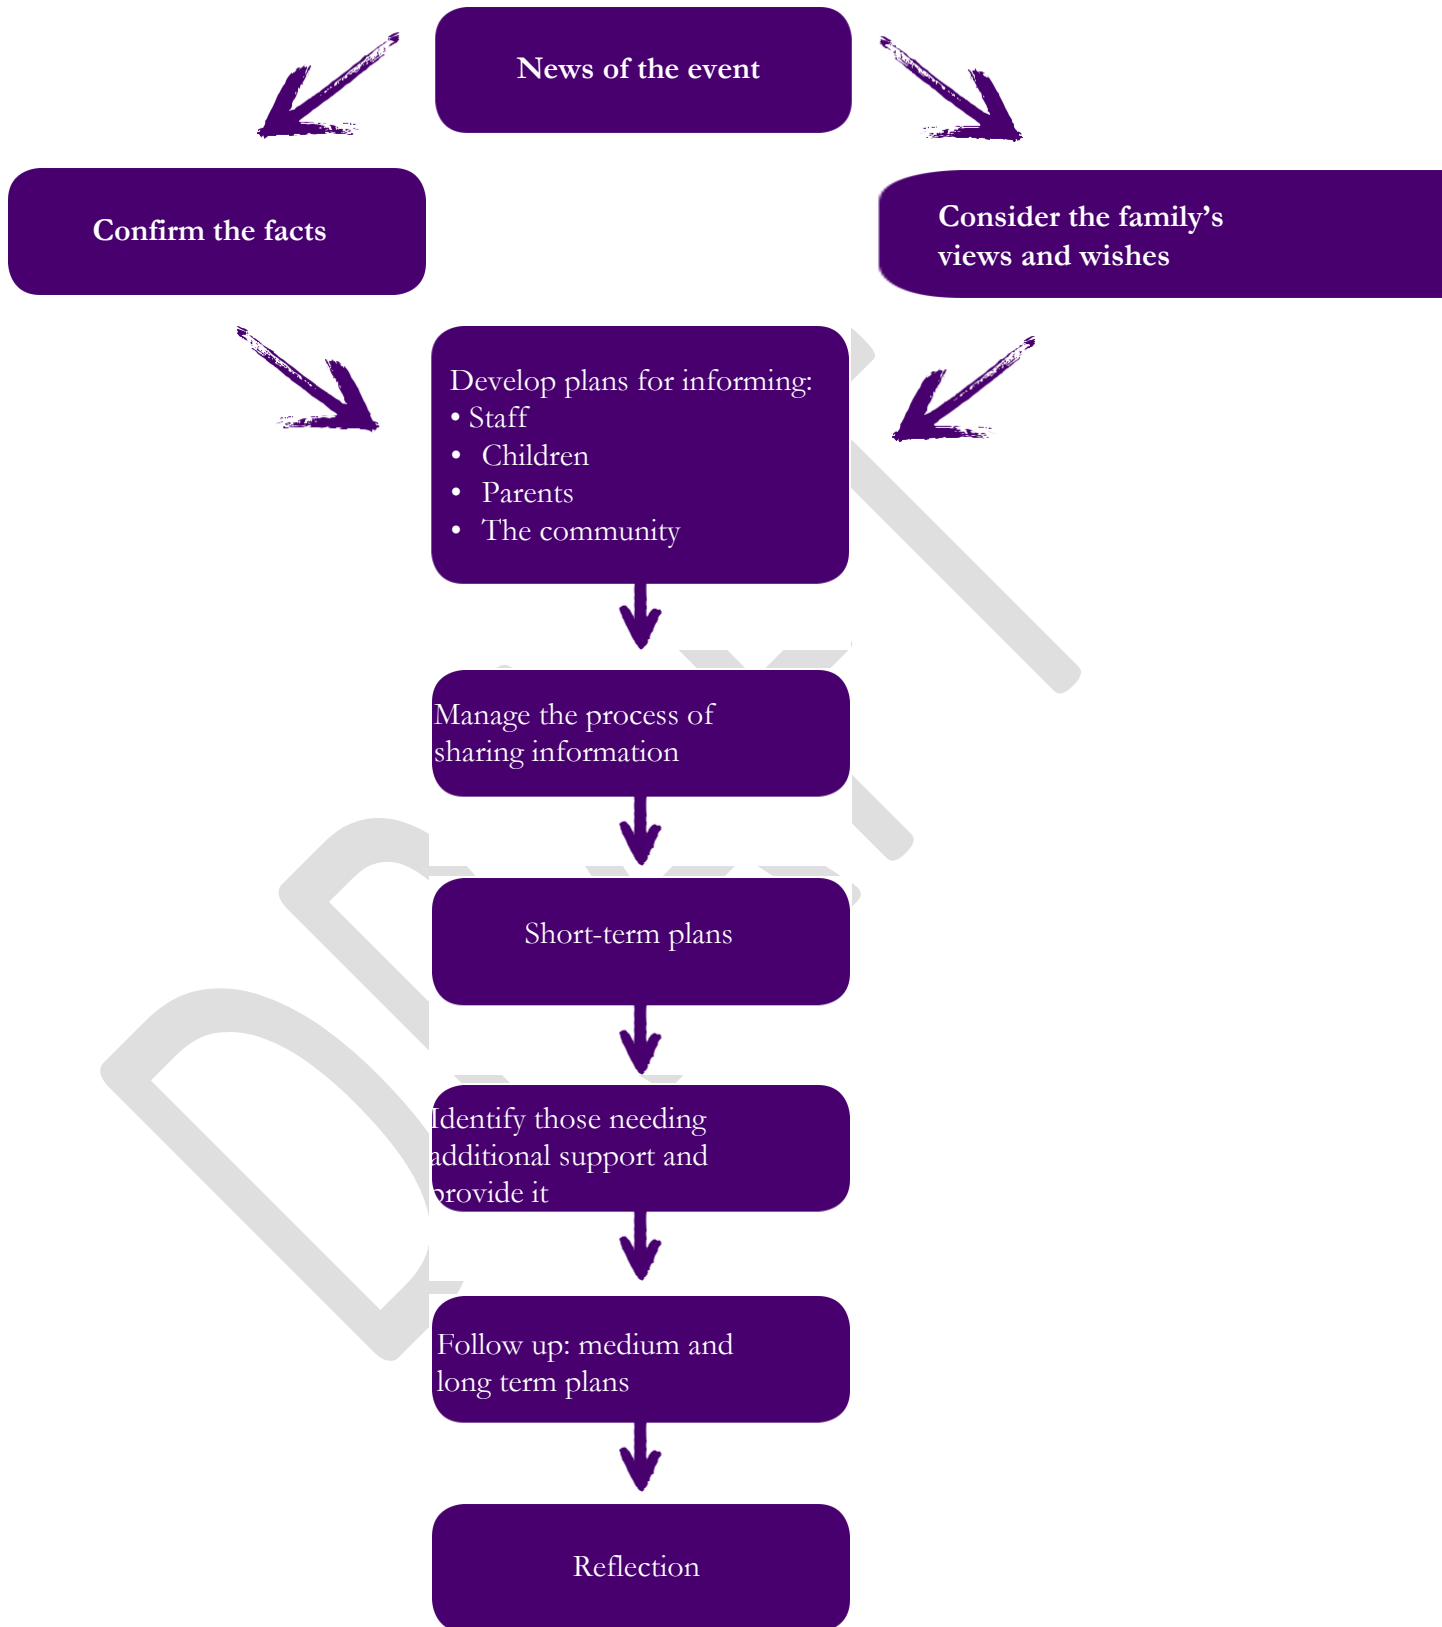 News of the event
Confirm the facts
Consider the family’s
views and wishes
Develop plans for informing:
• Staff
• Children
• Parents
• The community
Manage the process of
sharing information
Short-term plans
Identify those needing
additional support and
provide it
Follow up: medium and
long term plans
Reflection
DRAFT